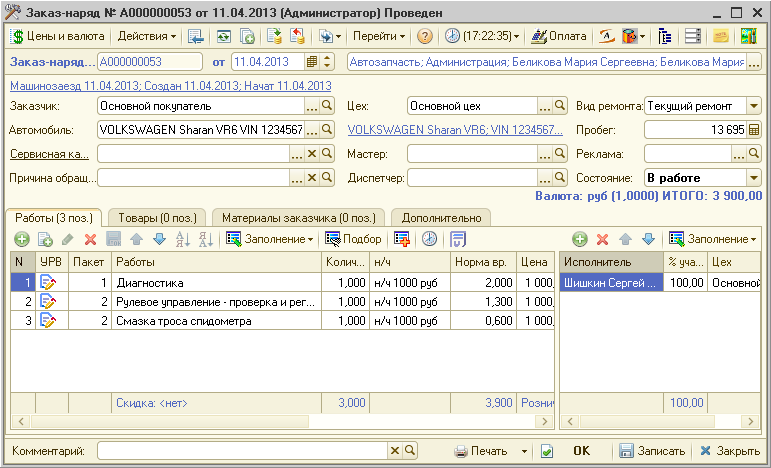 Заказ-наряд № А000000053 от 11.04.2013 (Администратор) Проведен
Цены и валюта Действия Перейти (17:22:35) Оплата
Заказ-наряд... А000000053 от 11.04.2013 Автозапчасть; Администрация; Беликова Мария Сергеевна; Беликова Мария ...
Машинозаезд 11.04.2013; Создан 11.04.2013; Начат 11.04.2013
Заказчик: Основной покупатель ... Цех: Основной цех ... Вид ремонта: Текущий ремонт
Автомобиль: VOLKSWAGEN Sharan VR6 VIN 1234567 ... VOLKSWAGEN Sharan VR6; VIN 1234567... Пробег: 13 695
Сервисная ка... ... Мастер: ... Реклама: ...
Причина обращ... ... Диспетчер: ... Состояние: В работе
Валюта: руб (1,0000) ИТОГО: 3 900,00
Работы (3 поз.) Товары (0 поз.) Материалы заказчика (0 поз.) Дополнительно
Заполнение Подбор Заполнение
N УРВ Пакет Работы Колич... н/ч Норма вр. Цена Исполнитель % уча... Цех
1 1 Диагностика 1,000 н/ч 1000 руб 2,000 1 000, Шишкин Сергей ... 100,00 Основной
2 2 Рулевое управление - проверка и рег... 1,000 н/ч 1000 руб 1,300 1 000,
3 2 Смазка троса спидометра 1,000 н/ч 1000 руб 0,600 1 000,
Скидка: <нет> 3,000 3,900 Рознич 100,00
Комментарий: Печать OK Записать Закрыть